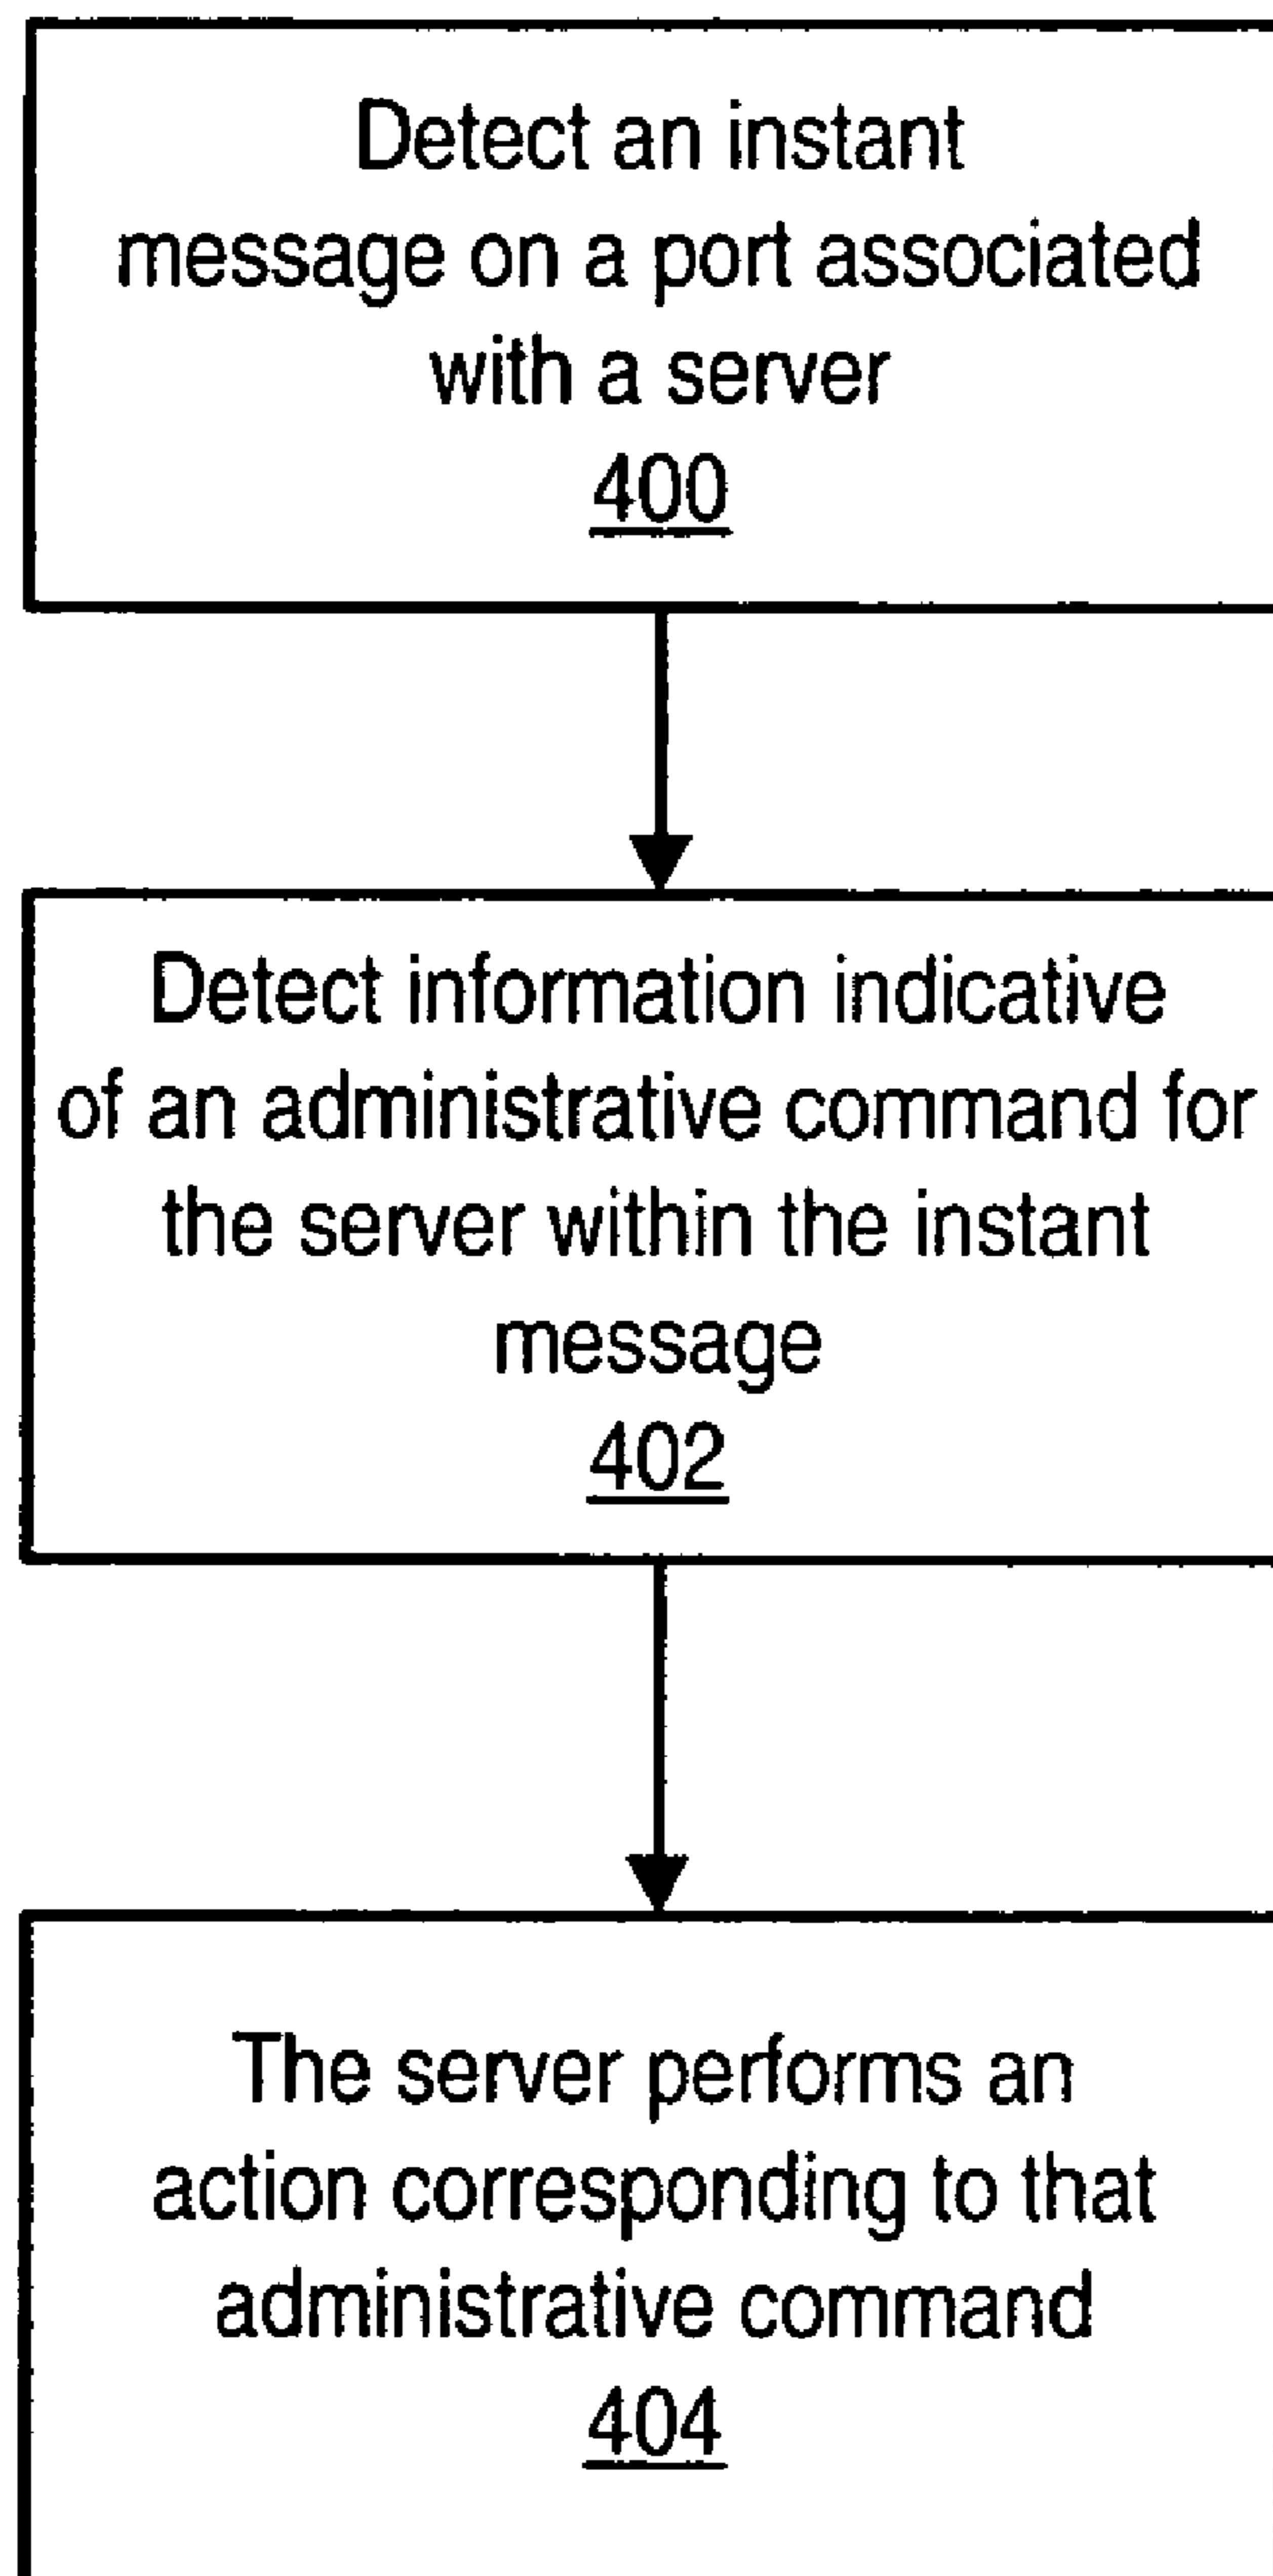 Detect an instant
message on a port associated
with a server
400
Detect information indicative
of an administrative command for
the server within the instant
message
402
The server performs an
action corresponding to that
administrative command
404